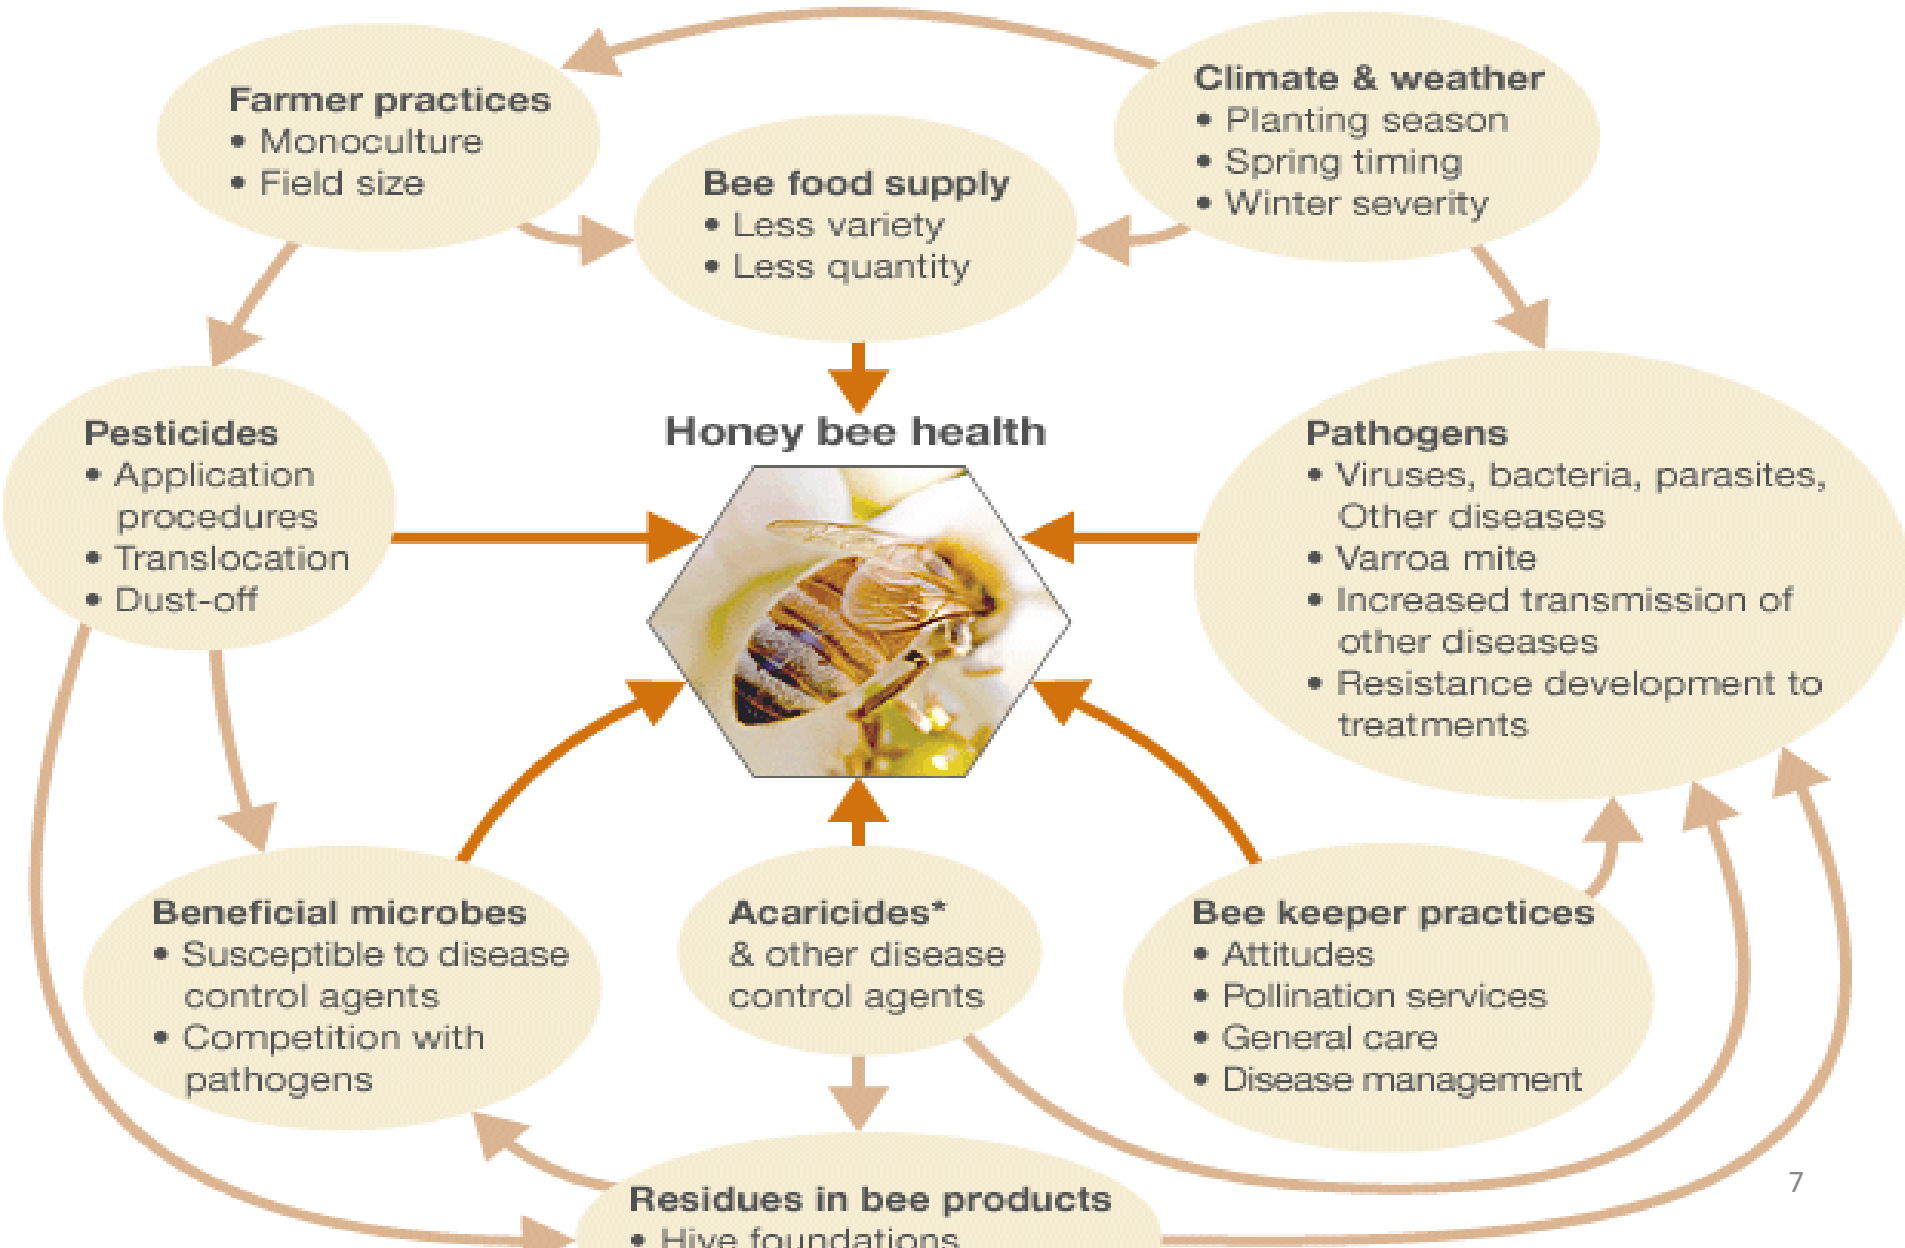 Farmer practices
• Monoculture
• Field size
Climate & weather
• Planting season
• Spring timing
• Winter severity
Bee food supply
• Less variety
• Less quantity
Honey bee health
Pesticides
• Application
procedures
• Translocation
• Dust-off
Pathogens
• Viruses, bacteria, parasites,
Other diseases
• Varroa mite
• Increased transmission of
other diseases
• Resistance development to
treatments
Beneficial microbes
• Susceptible to disease
control agents
• Competition with
pathogens
Acaricides*
& other disease
control agents
Bee keeper practices
• Attitudes
• Pollination services
• General care
• Disease management
Residues in bee products
• Hive foundations
7